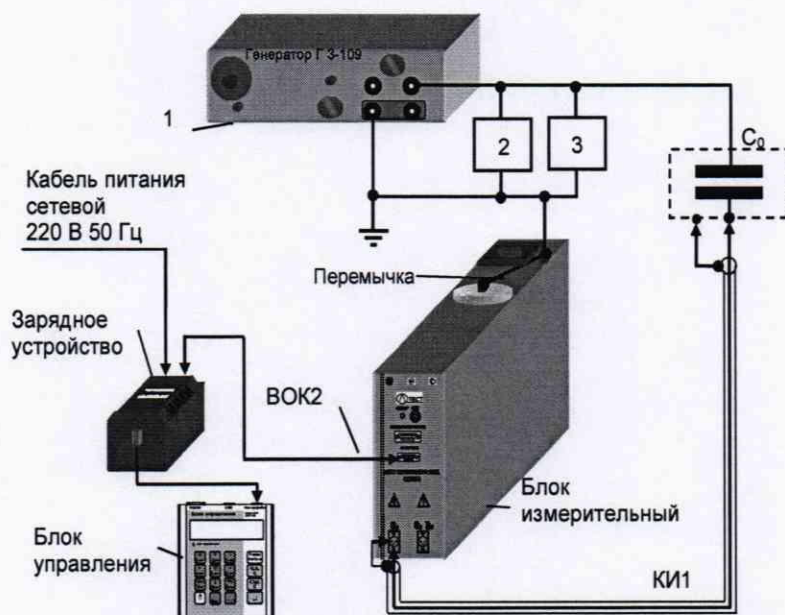 Генератор Г 3-109
1
2
3
C₀
Кабель питания
сетевой
220 В 50 Гц
Перемычка
Зарядное
устройство
ВОК2
Блок
измерительный
Блок
управления
КИ1